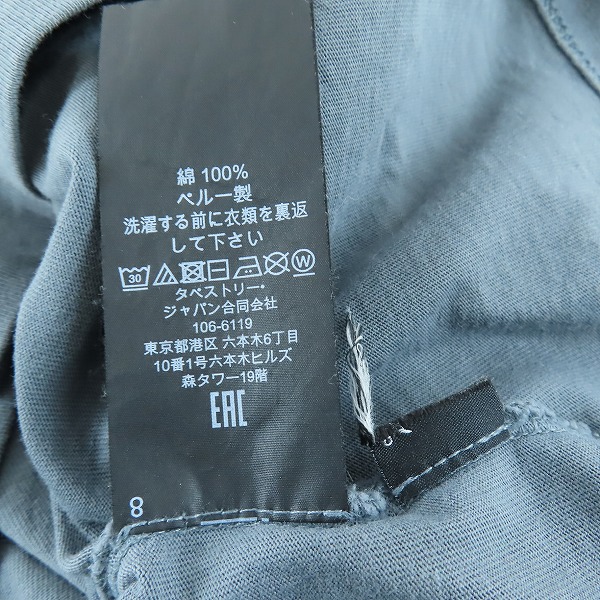 綿 100%
ペルー製
洗濯する前に衣類を裏返
して下さい
30 W
タペストリー・
ジャパン合同会社
106-6119
東京都港区 六本木6丁目
10番1号六本木ヒルズ
森タワー19階
EAC
8